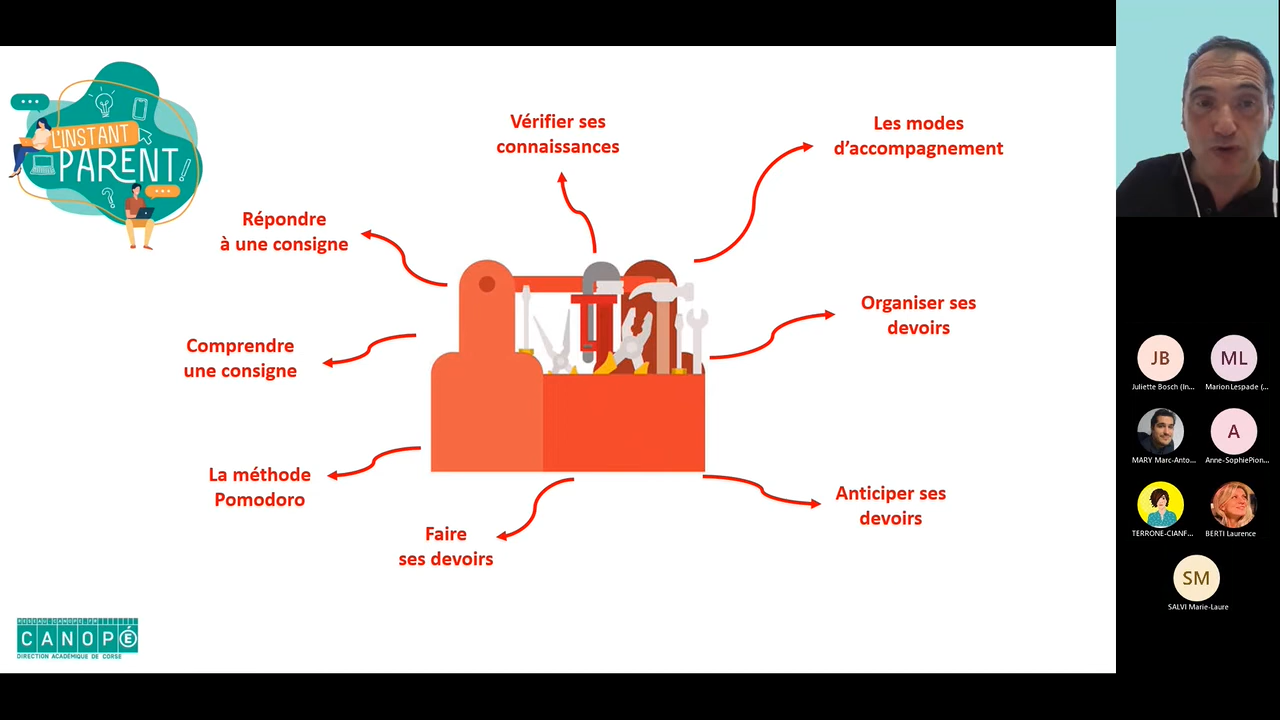 L'INSTANT
PARENT
Vérifier ses
connaissances
Les modes
d'accompagnement
Répondre
à une consigne
Organiser ses
devoirs
Comprendre
une consigne
La méthode
Pomodoro
Anticiper ses
devoirs
Faire
ses devoirs
RÉSEAU CANOPÉ
CANOPÉ
DIRECTION ACADÉMIQUE DE CORSE
JB
Juliette Bosch (In...
ML
Marion Lespade (...
MARY Marc-Anto...
A
Anne-SophiePion...
TERRONE-CIANF...
BERTI Laurence
SM
SALVI Marie-Laure